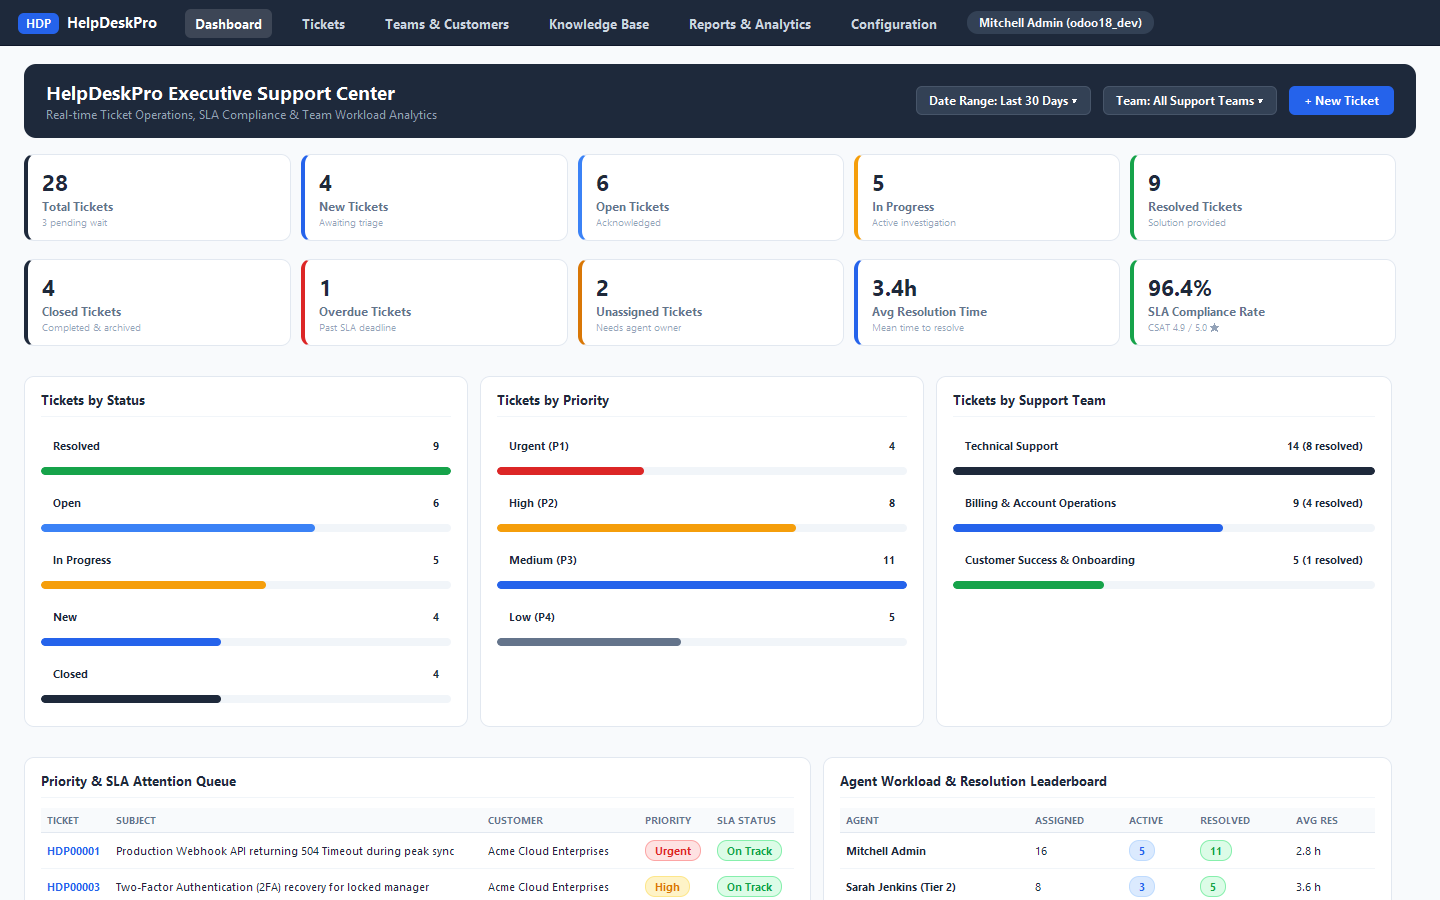 HDP HelpDeskPro Dashboard Tickets Teams & Customers Knowledge Base Reports & Analytics Configuration Mitchell Admin (odoo18_dev)
HelpDeskPro Executive Support Center
Real-time Ticket Operations, SLA Compliance & Team Workload Analytics
Date Range: Last 30 Days ▾ Team: All Support Teams ▾ + New Ticket
28
Total Tickets
3 pending wait
4
New Tickets
Awaiting triage
6
Open Tickets
Acknowledged
5
In Progress
Active investigation
9
Resolved Tickets
Solution provided
4
Closed Tickets
Completed & archived
1
Overdue Tickets
Past SLA deadline
2
Unassigned Tickets
Needs agent owner
3.4h
Avg Resolution Time
Mean time to resolve
96.4%
SLA Compliance Rate
CSAT 4.9 / 5.0 ★
Tickets by Status
Resolved 9
Open 6
In Progress 5
New 4
Closed 4
Tickets by Priority
Urgent (P1) 4
High (P2) 8
Medium (P3) 11
Low (P4) 5
Tickets by Support Team
Technical Support 14 (8 resolved)
Billing & Account Operations 9 (4 resolved)
Customer Success & Onboarding 5 (1 resolved)
Priority & SLA Attention Queue
TICKET SUBJECT CUSTOMER PRIORITY SLA STATUS
HDP00001 Production Webhook API returning 504 Timeout during peak sync Acme Cloud Enterprises Urgent On Track
HDP00003 Two-Factor Authentication (2FA) recovery for locked manager Acme Cloud Enterprises High On Track
Agent Workload & Resolution Leaderboard
AGENT ASSIGNED ACTIVE RESOLVED AVG RES
Mitchell Admin 16 5 11 2.8 h
Sarah Jenkins (Tier 2) 8 3 5 3.6 h